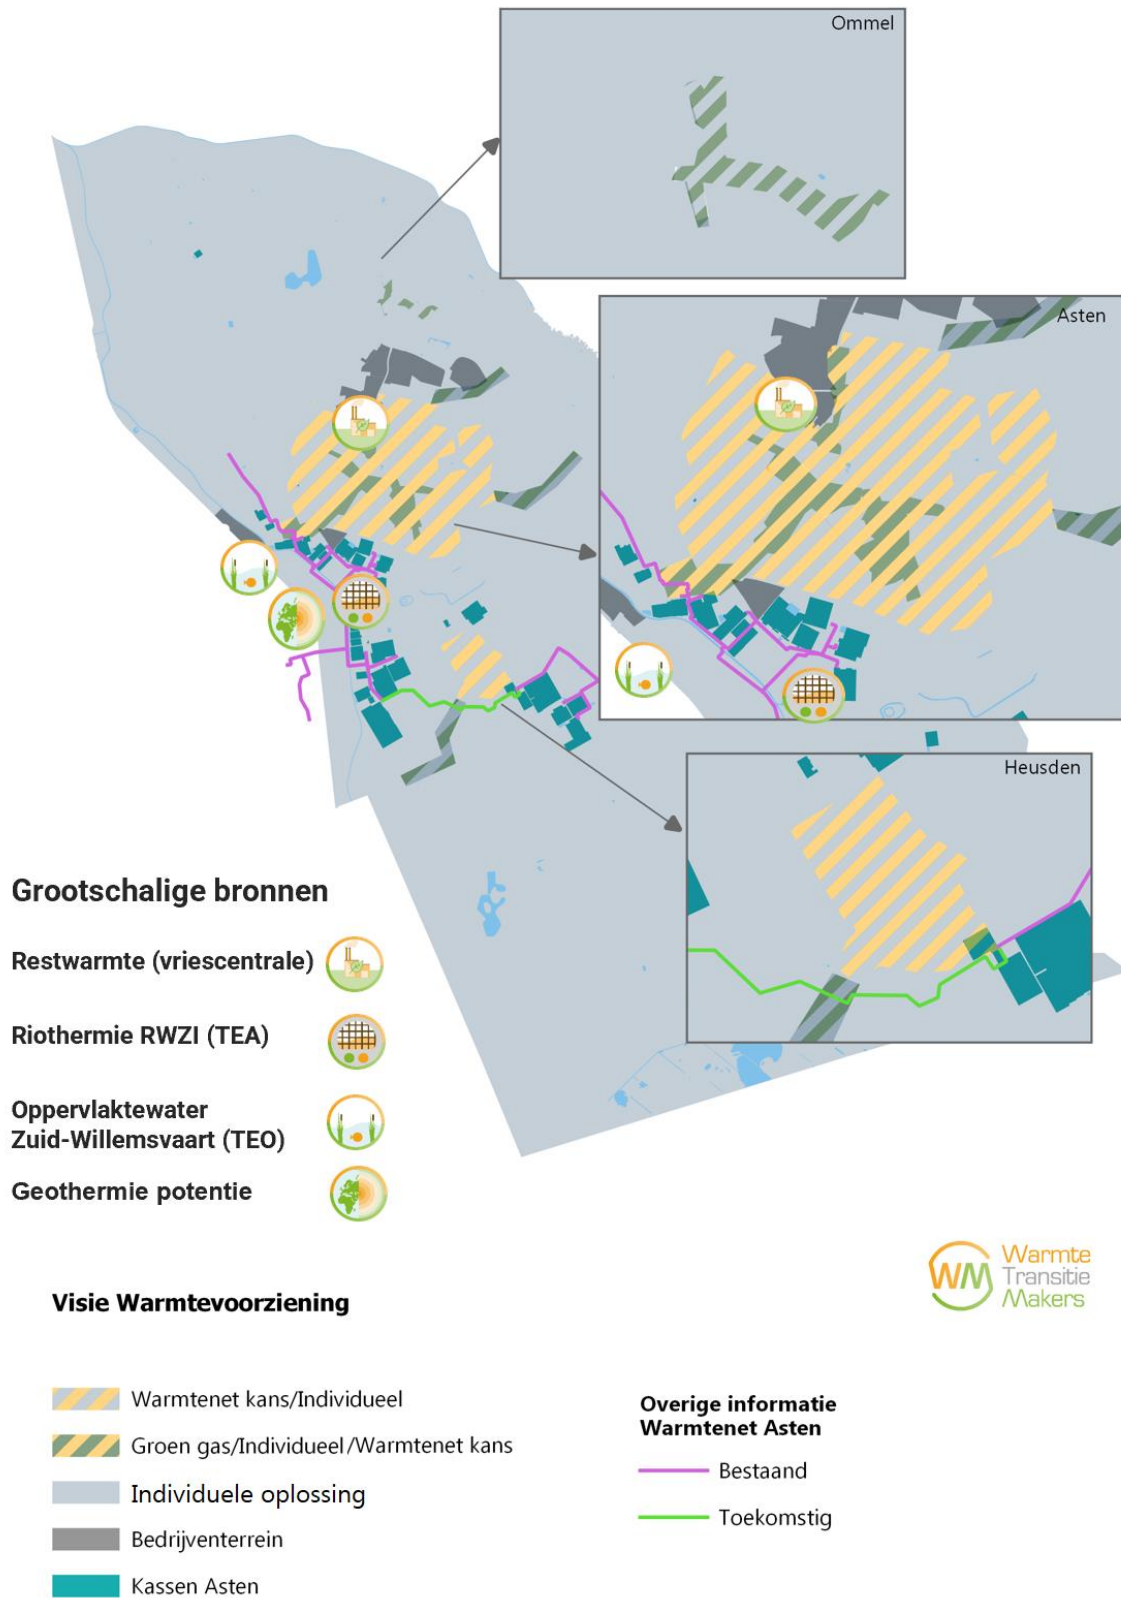 Ommel
Asten
Heusden
Grootschalige bronnen
Restwarmte (vriescentrale)
Riothermie RWZI (TEA)
Oppervlaktewater
Zuid-Willemsvaart (TEO)
Geothermie potentie
WM
Warmte
Transitie
Makers
Visie Warmtevoorziening
Warmtenet kans/Individueel
Groen gas/Individueel/Warmtenet kans
Individuele oplossing
Bedrijventerrein
Kassen Asten
Overige informatie
Warmtenet Asten
Bestaand
Toekomstig